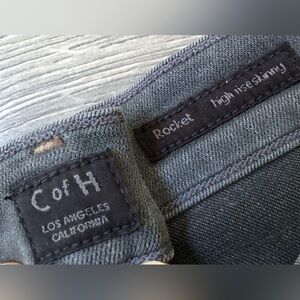 Rocket high rise skinny
C of H
LOS ANGELES
CALIFORNIA